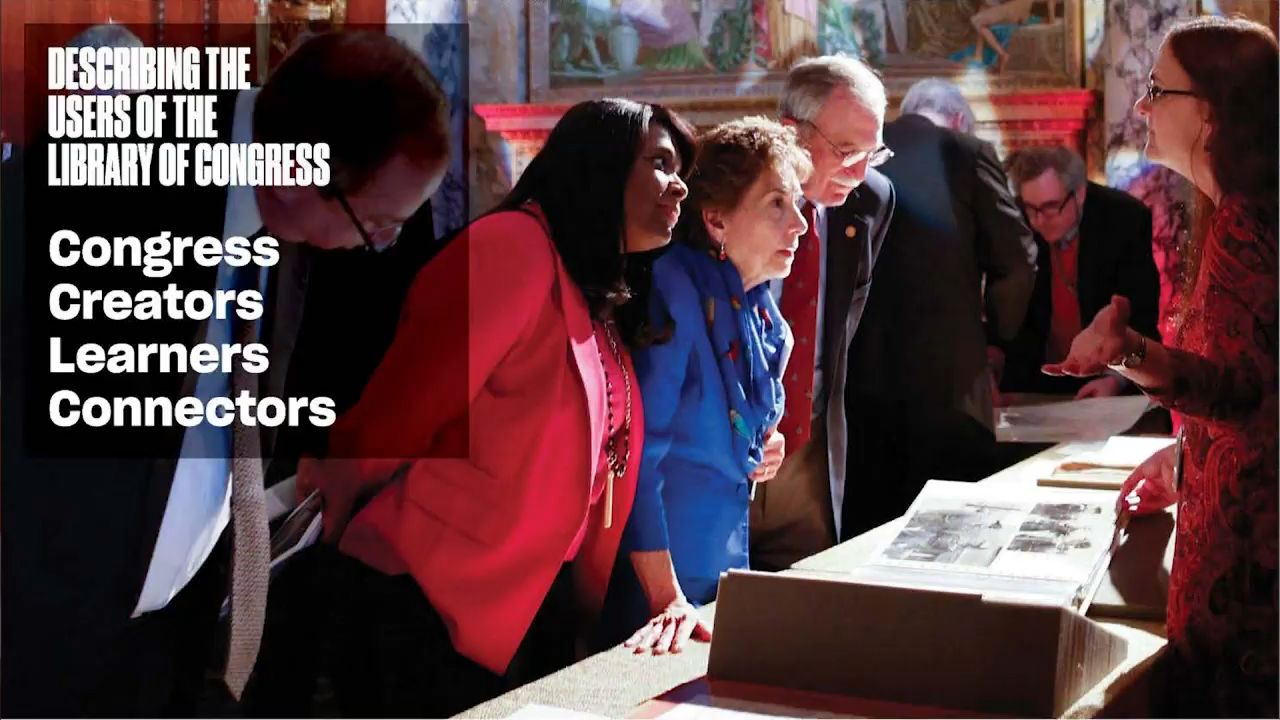 DESCRIBING THE
USERS OF THE
LIBRARY OF CONGRESS
Congress
Creators
Learners
Connectors